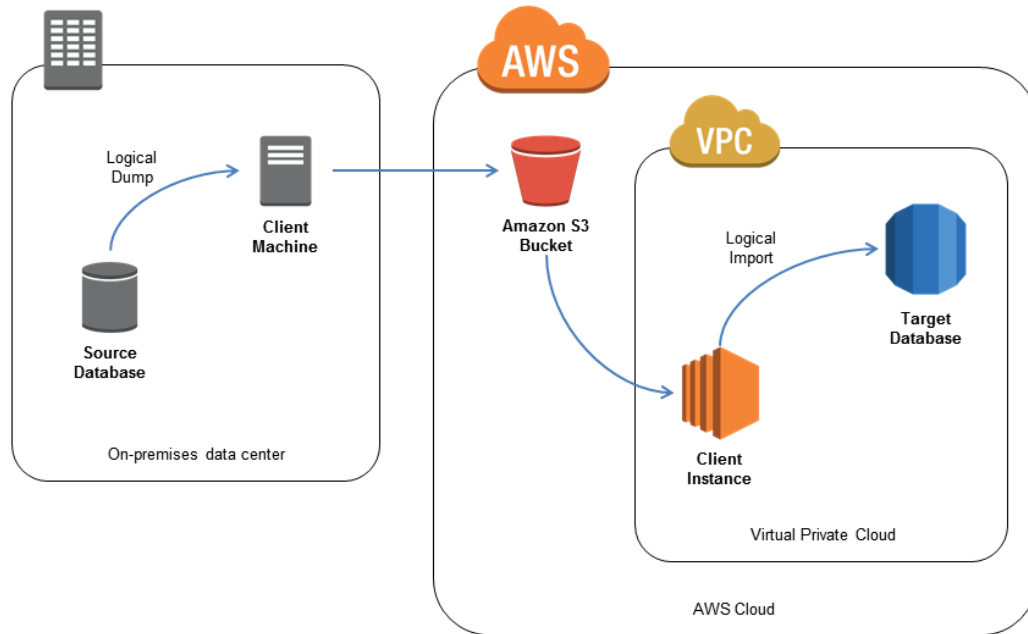 AWS
VPC
Logical
Dump
Client
Machine
Source
Database
On-premises data center
Amazon S3
Bucket
Logical
Import
Target
Database
Client
Instance
Virtual Private Cloud
AWS Cloud